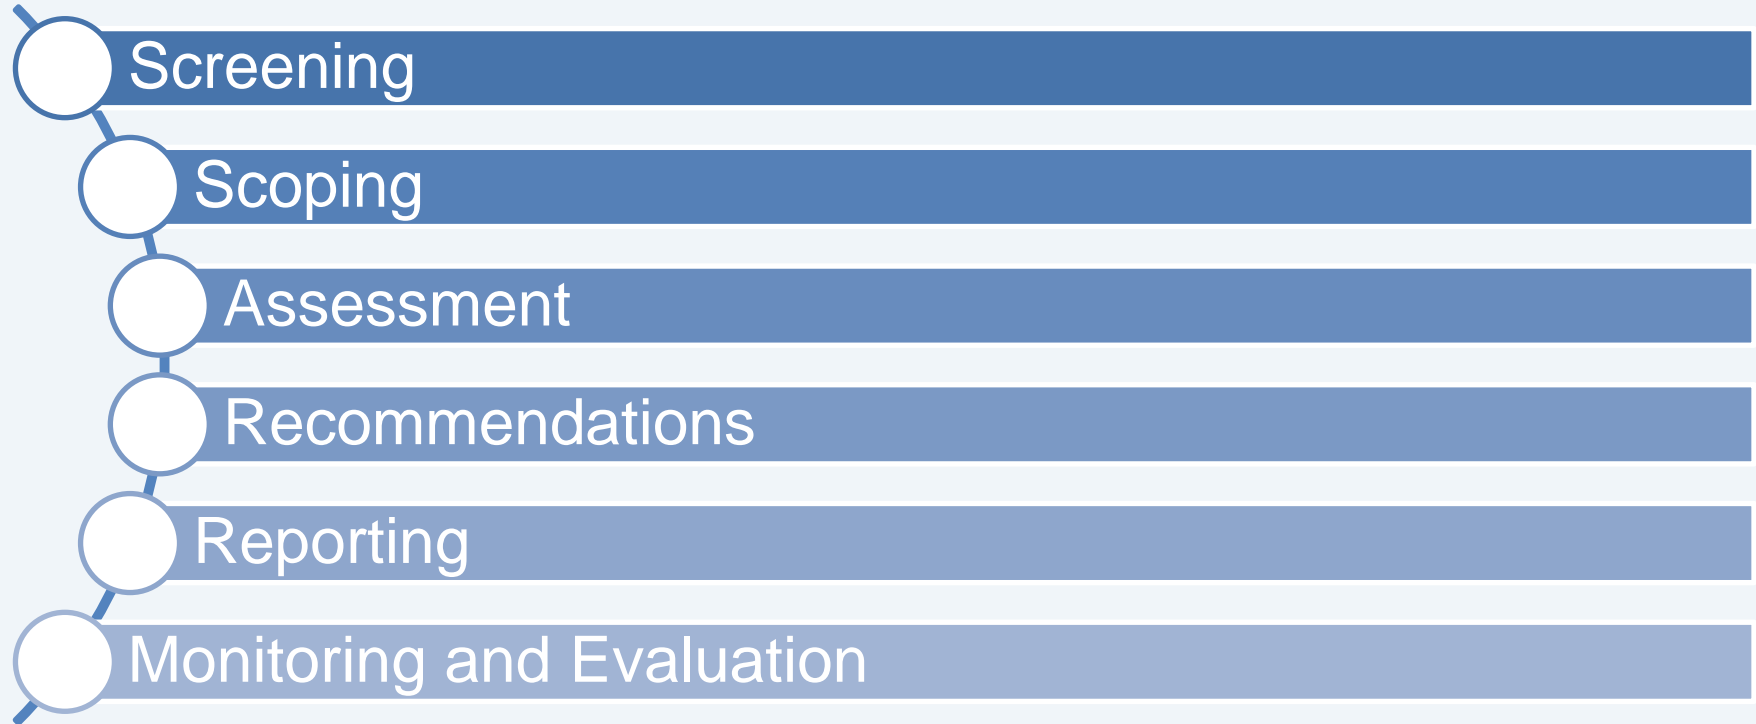 Screening
Scoping
Assessment
Recommendations
Reporting
Monitoring and Evaluation